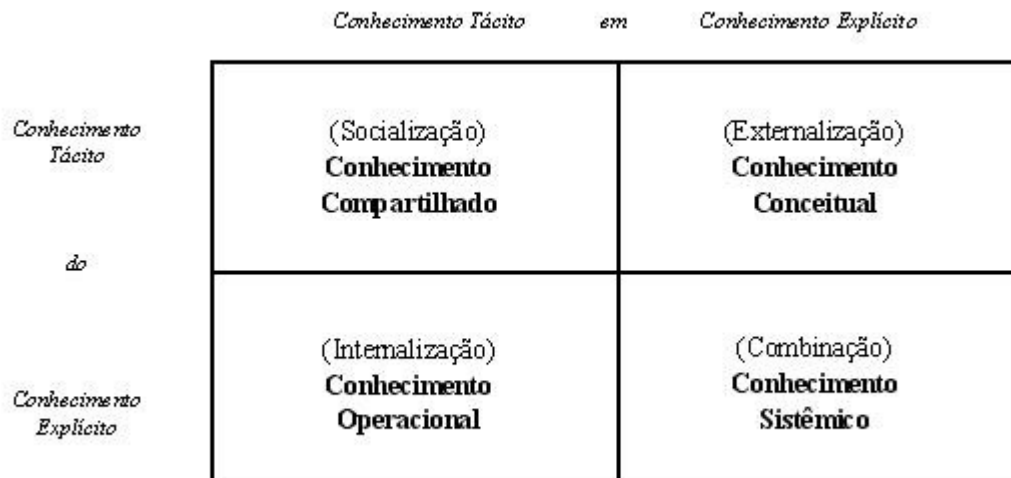 Conhecimento Tácito em Conhecimento Explícito
Conhecimento
Tácito
(Socialização)
Conhecimento
Compartilhado
(Externalização)
Conhecimento
Conceitual
do
Conhecimento
Explícito
(Internalização)
Conhecimento
Operacional
(Combinação)
Conhecimento
Sistêmico